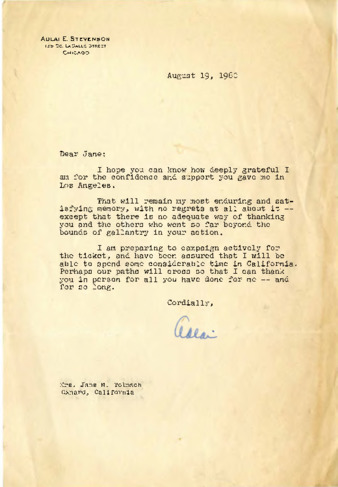 ADLAI E. STEVENSON
135 SO. LASALLE STREET
CHICAGO
August 19, 1960
Dear Jane:
I hope you can know how deeply grateful I
am for the confidence and support you gave me in
Los Angeles.
That will remain my most enduring and sat-
isfying memory, with no regrets at all about it --
except that there is no adequate way of thanking
you and the others who went so far beyond the
bounds of gallantry in your action.
I am preparing to campaign actively for
the ticket, and have been assured that I will be
able to spend some considerable time in California.
Perhaps our paths will cross so that I can thank
you in person for all you have done for me -- and
for so long.
Cordially,
Adlai
Mrs. Jane M.
Oxnard, California